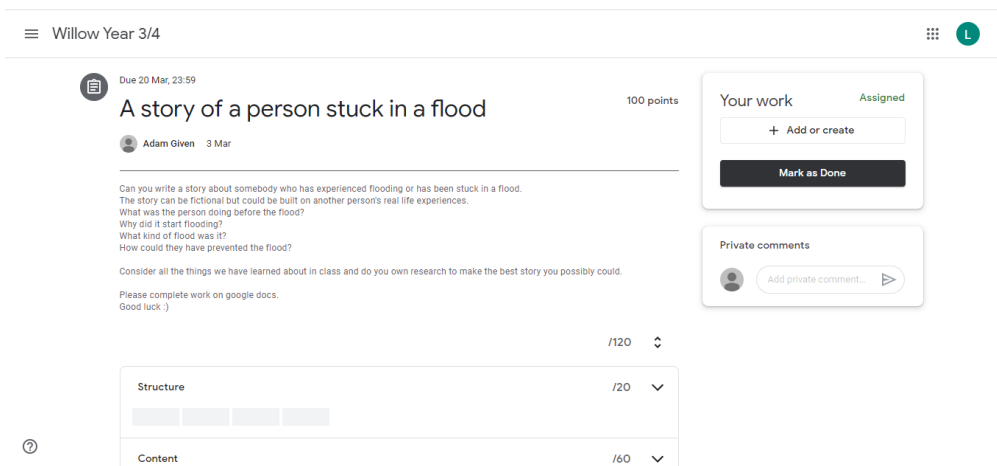 Willow Year 3/4
L
Due 20 Mar, 23:59
A story of a person stuck in a flood
100 points
Adam Given 3 Mar
Can you write a story about somebody who has experienced flooding or has been stuck in a flood.
The story can be fictional but could be built on another person's real life experiences.
What was the person doing before the flood?
Why did it start flooding?
What kind of flood was it?
How could they have prevented the flood?
Consider all the things we have learned about in class and do you own research to make the best story you possibly could.
Please complete work on google docs.
Good luck :)
/120
Structure /20
Content /60
Your work Assigned
+ Add or create
Mark as Done
Private comments
Add private comment...
?